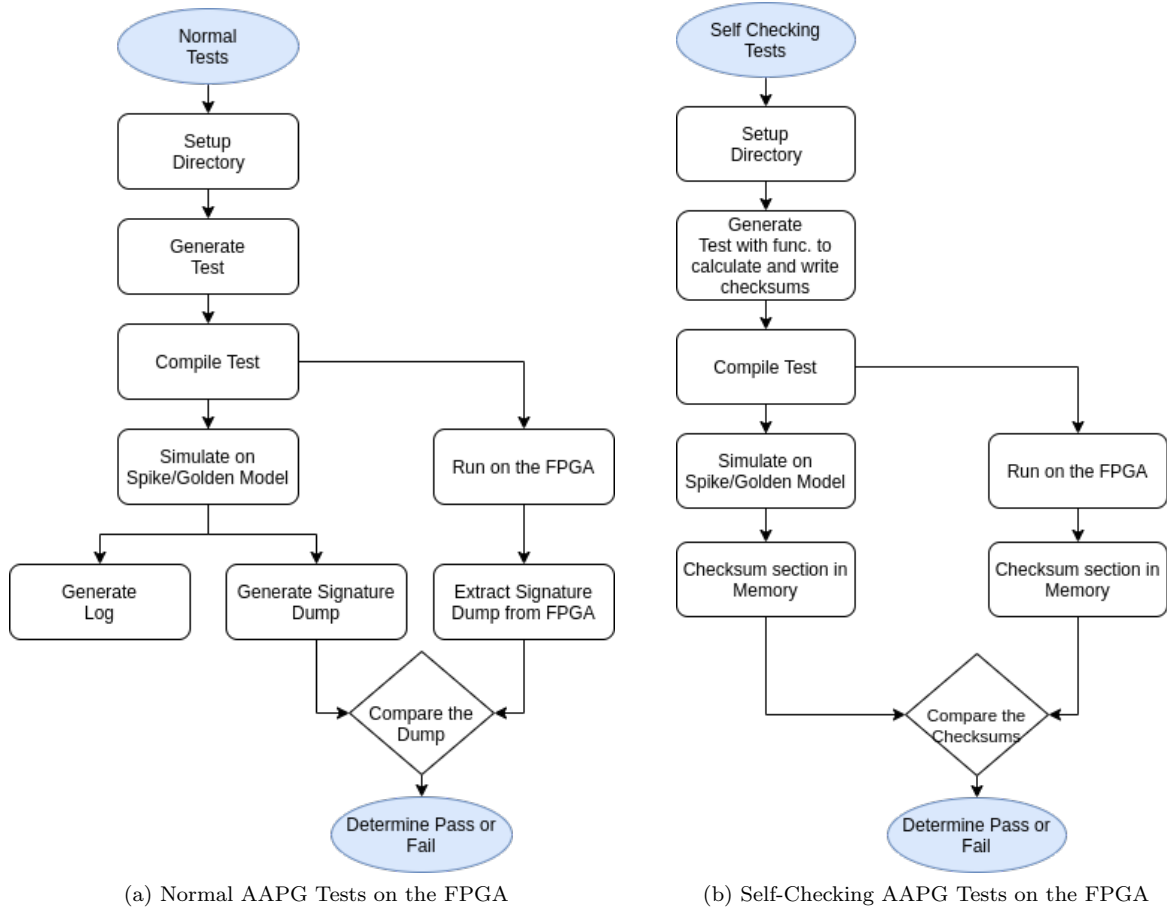 Normal
Tests
Setup
Directory
Generate
Test
Compile Test
Simulate on
Spike/Golden Model
Run on the FPGA
Generate
Log
Generate Signature
Dump
Extract Signature
Dump from FPGA
Compare the
Dump
Determine Pass or
Fail
(a) Normal AAPG Tests on the FPGA
Self Checking
Tests
Setup
Directory
Generate
Test with func. to
calculate and write
checksums
Compile Test
Simulate on
Spike/Golden Model
Run on the FPGA
Checksum section in
Memory
Checksum section in
Memory
Compare the
Checksums
Determine Pass or
Fail
(b) Self-Checking AAPG Tests on the FPGA